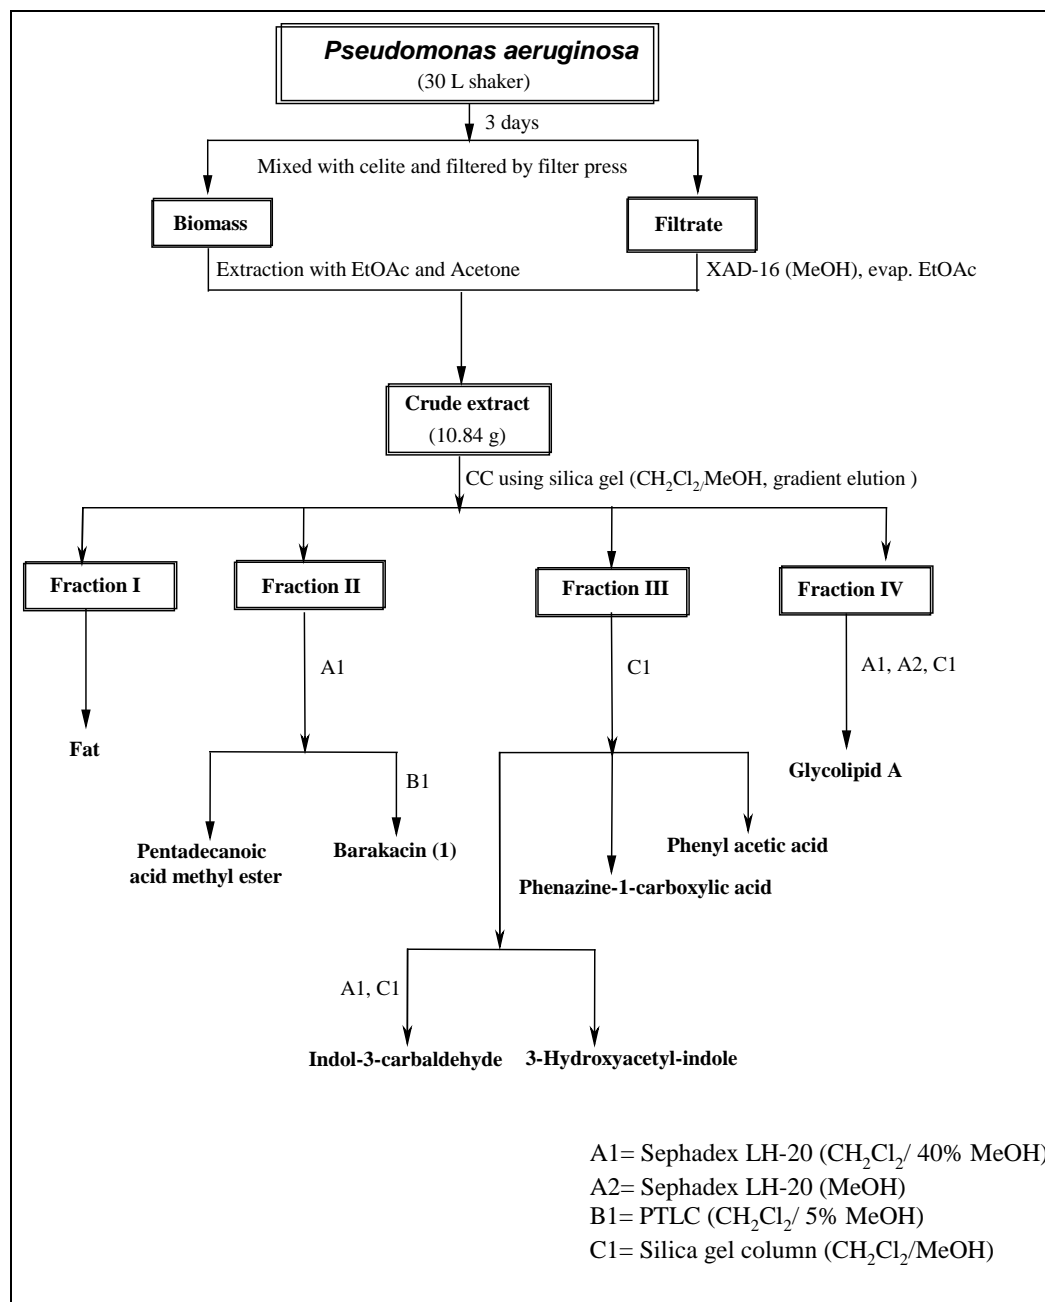 Pseudomonas aeruginosa
(30 L shaker)
3 days
Mixed with celite and filtered by filter press
Biomass
Filtrate
Extraction with EtOAc and Acetone
XAD-16 (MeOH), evap. EtOAc
Crude extract
(10.84 g)
CC using silica gel (CH₂Cl₂/MeOH, gradient elution )
Fraction I
Fraction II
Fraction III
Fraction IV
A1
C1
A1, A2, C1
Fat
Glycolipid A
B1
Pentadecanoic
acid methyl ester
Barakacin (1)
Phenyl acetic acid
Phenazine-1-carboxylic acid
A1, C1
Indol-3-carbaldehyde
3-Hydroxyacetyl-indole
A1= Sephadex LH-20 (CH₂Cl₂/ 40% MeOH)
A2= Sephadex LH-20 (MeOH)
B1= PTLC (CH₂Cl₂/ 5% MeOH)
C1= Silica gel column (CH₂Cl₂/MeOH)